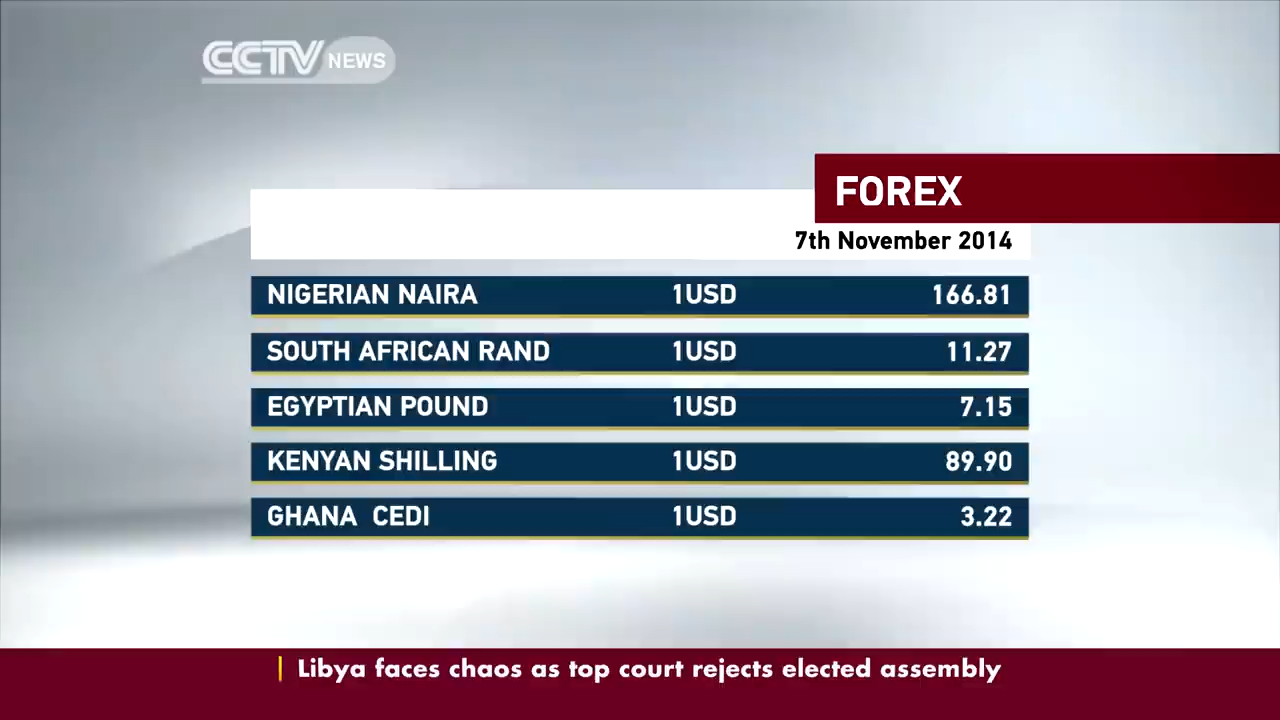 CCTV NEWS
FOREX
7th November 2014
NIGERIAN NAIRA 1USD 166.81
SOUTH AFRICAN RAND 1USD 11.27
EGYPTIAN POUND 1USD 7.15
KENYAN SHILLING 1USD 89.90
GHANA CEDI 1USD 3.22
Libya faces chaos as top court rejects elected assembly